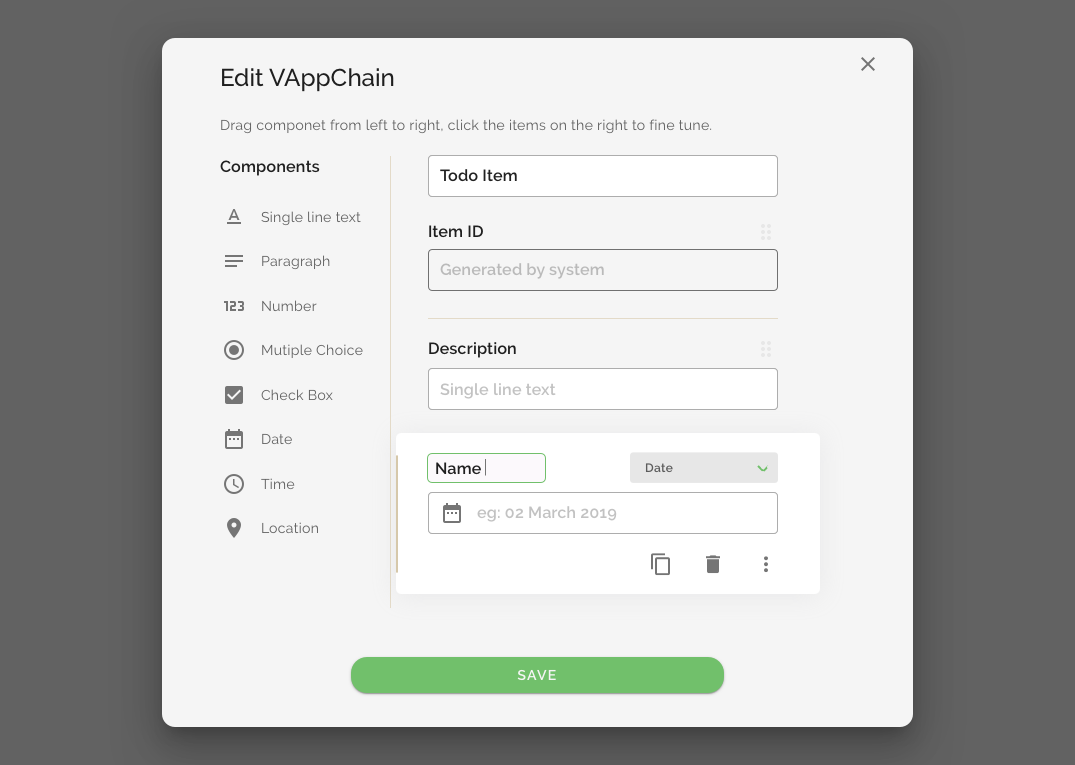 Edit VAppChain
Drag componet from left to right, click the items on the right to fine tune.
Components
Single line text
Paragraph
123 Number
Mutiple Choice
Check Box
Date
Time
Location
Todo Item
Item ID
Generated by system
Description
Single line text
Name
Date
eg: 02 March 2019
SAVE